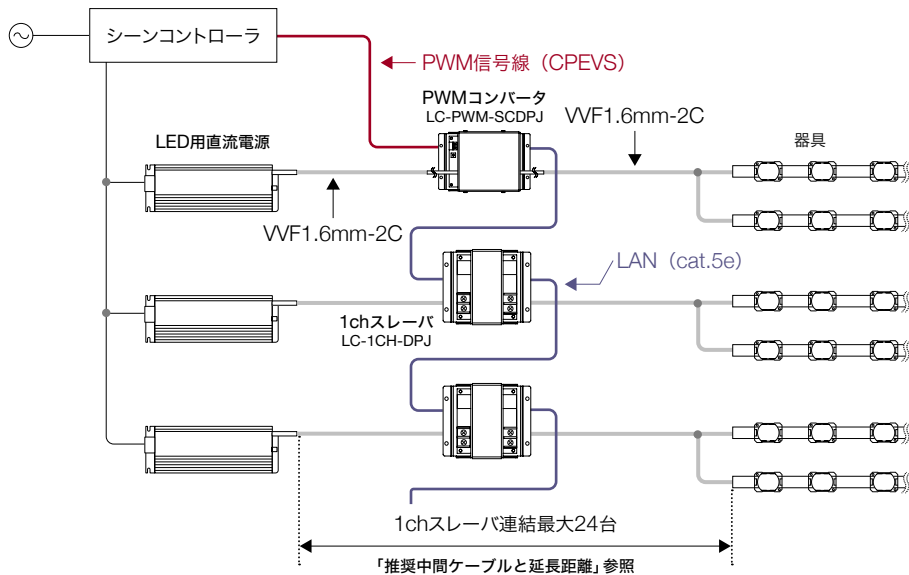 シーンコントローラ
PWM信号線（CPEVS）
PWMコンバータ
LC-PWM-SCDPJ
VVF1.6mm-2C
LED用直流電源
器具
VVF1.6mm-2C
LAN（cat.5e）
1chスレーバ
LC-1CH-DPJ
1chスレーバ連結最大24台
「推奨中間ケーブルと延長距離」参照